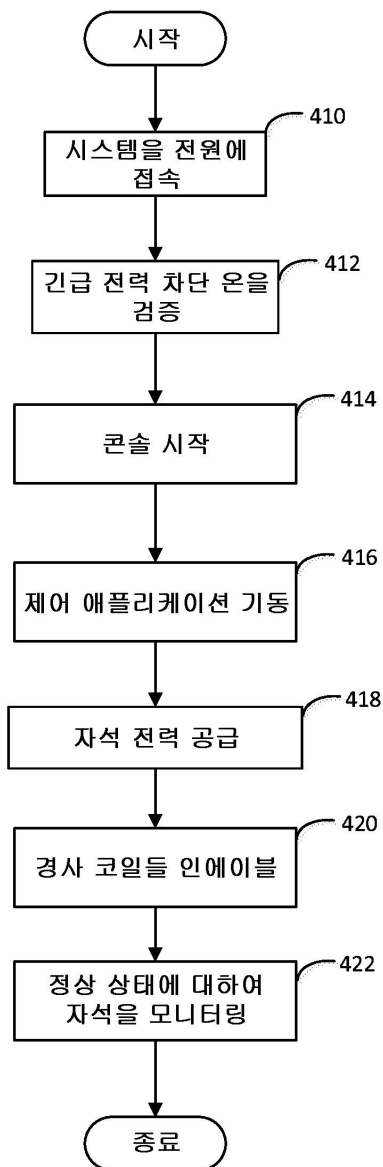 시작
410
시스템을 전원에
접속
412
긴급 전력 차단 온을
검증
414
콘솔 시작
416
제어 애플리케이션 기동
418
자석 전력 공급
420
경사 코일들 인에이블
422
정상 상태에 대하여
자석을 모니터링
종료